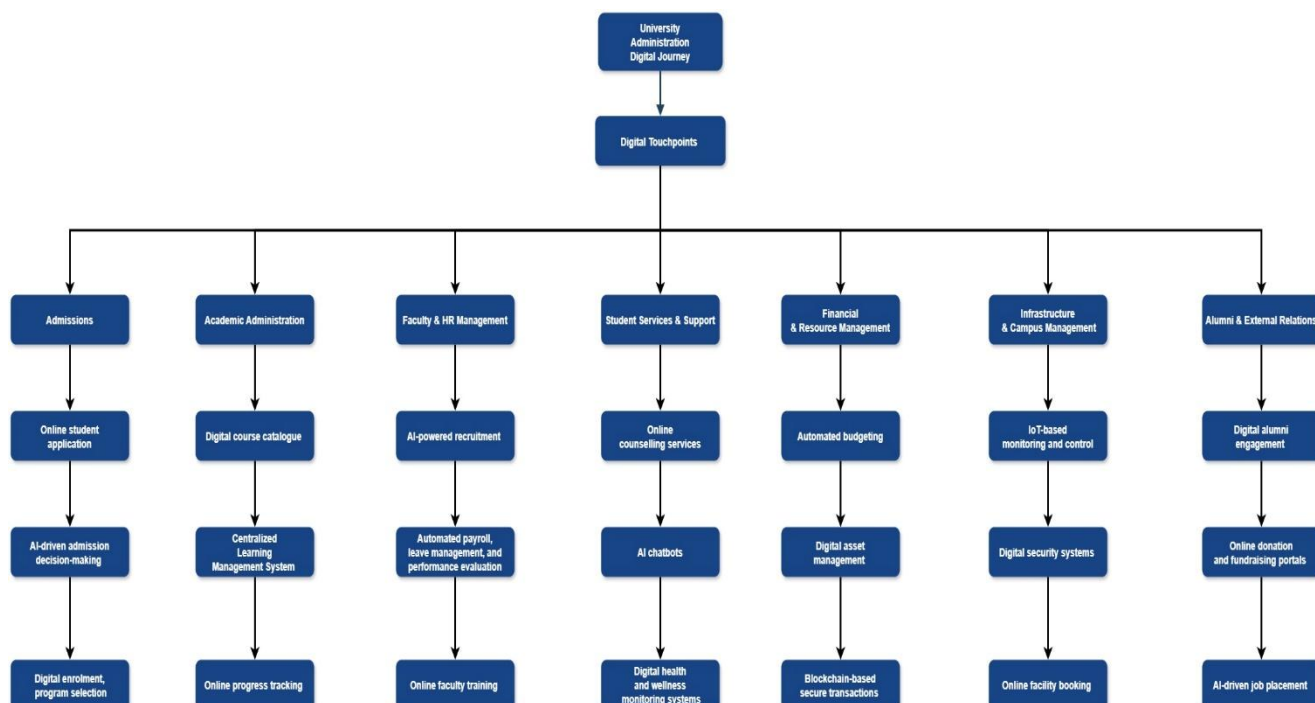 University
Administration
Digital Journey
Digital Touchpoints
Admissions
Academic Administration
Faculty & HR Management
Student Services & Support
Financial
& Resource Management
Infrastructure
& Campus Management
Alumni & External Relations
Online student
application
Digital course catalogue
AI-powered recruitment
Online
counselling services
Automated budgeting
IoT-based
monitoring and control
Digital alumni
engagement
AI-driven admission
decision-making
Centralized
Learning
Management System
Automated payroll,
leave management, and
performance evaluation
AI chatbots
Digital asset
management
Digital security systems
Online donation
and fundraising portals
Digital enrolment,
program selection
Online progress tracking
Online faculty training
Digital health
and wellness
monitoring systems
Blockchain-based
secure transactions
Online facility booking
AI-driven job placement